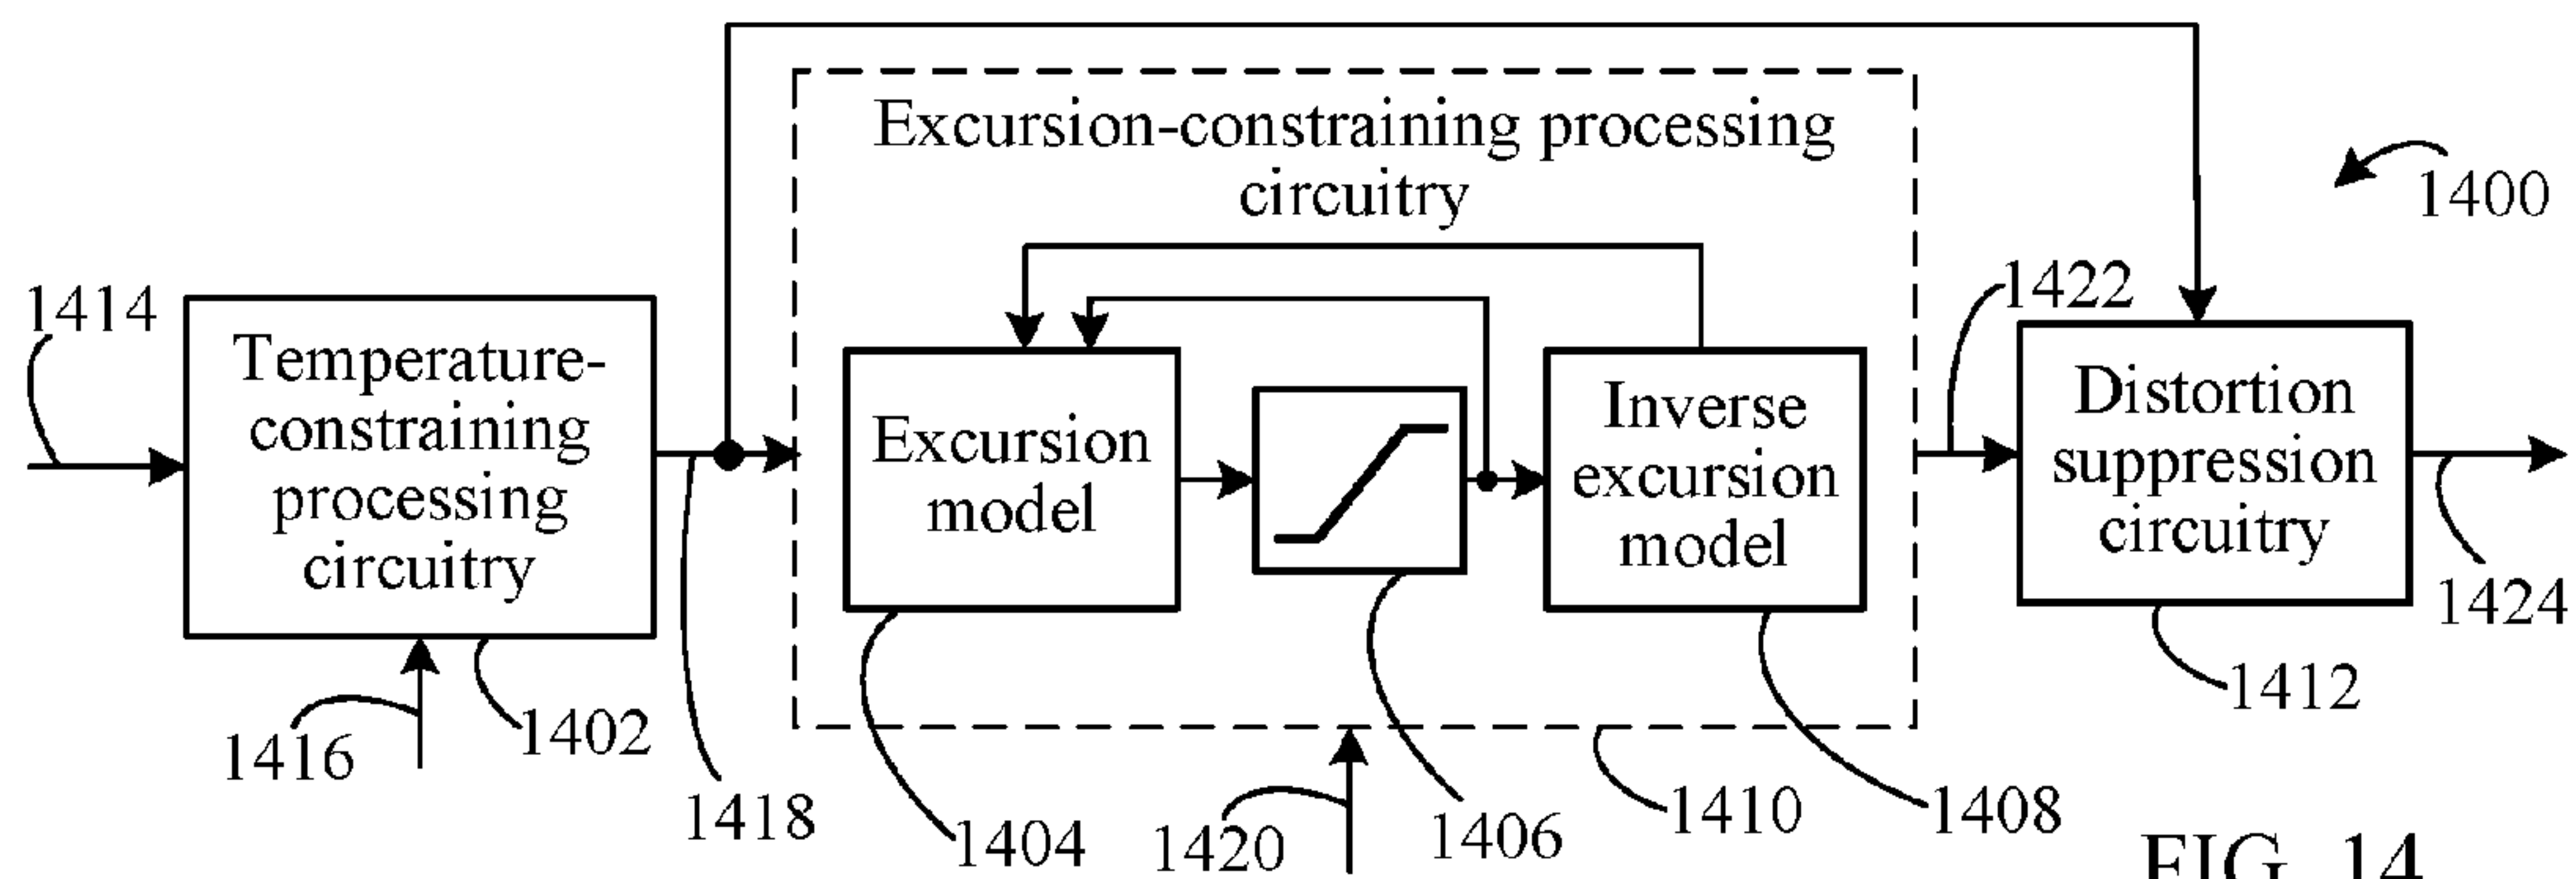 Excursion-constraining processing
circuitry
1400
1414
1422
Temperature-
constraining
processing
circuitry
Excursion
model
Inverse
excursion
model
Distortion
suppression
circuitry
1424
1412
1416
1402
1418
1404
1420
1406
1410
1408
FIG. 14